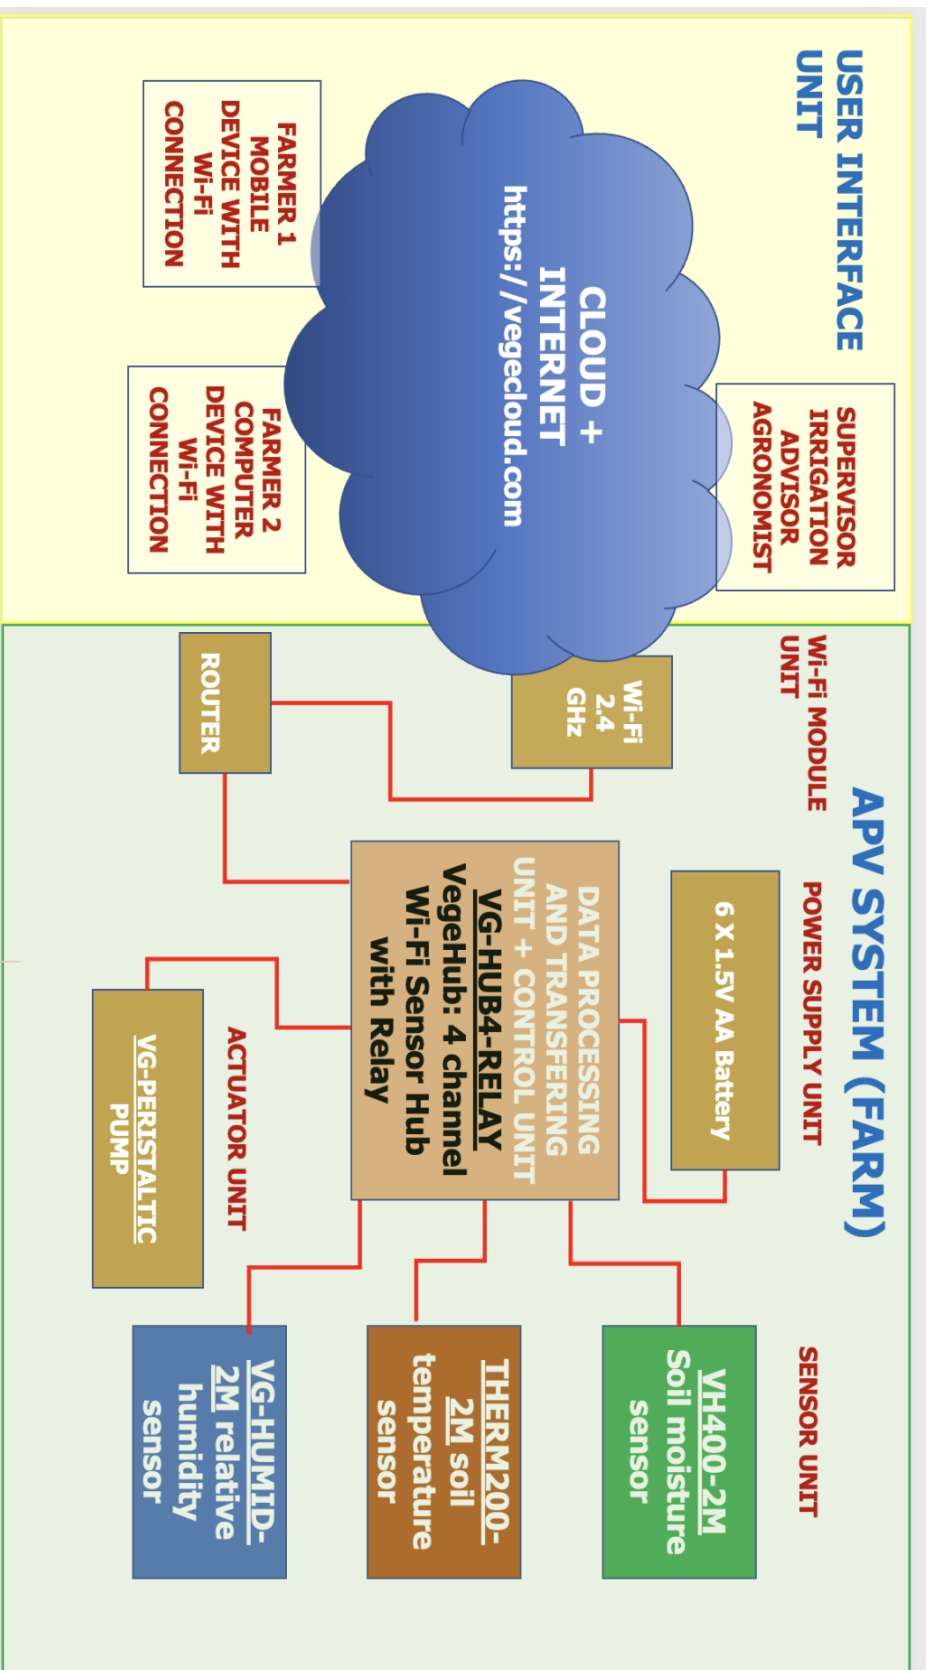 USER INTERFACE
UNIT
SUPERVISOR
IRRIGATION
ADVISOR
AGRONOMIST
CLOUD +
INTERNET
https://vegecloud.com
FARMER 1
MOBILE
DEVICE WITH
Wi-Fi
CONNECTION
FARMER 2
COMPUTER
DEVICE WITH
Wi-Fi
CONNECTION
APV SYSTEM (FARM)
Wi-Fi MODULE
UNIT
Wi-Fi
2.4
GHz
ROUTER
POWER SUPPLY UNIT
6 X 1.5V AA Battery
DATA PROCESSING
AND TRANSFERING
UNIT + CONTROL UNIT
VG-HUB4-RELAY
VegeHub: 4 channel
Wi-Fi Sensor Hub
with Relay
ACTUATOR UNIT
VG-PERISTALTIC
PUMP
SENSOR UNIT
VH400-2M
Soil moisture
sensor
THERM200-
2M soil
temperature
sensor
VG-HUMID-
2M relative
humidity
sensor